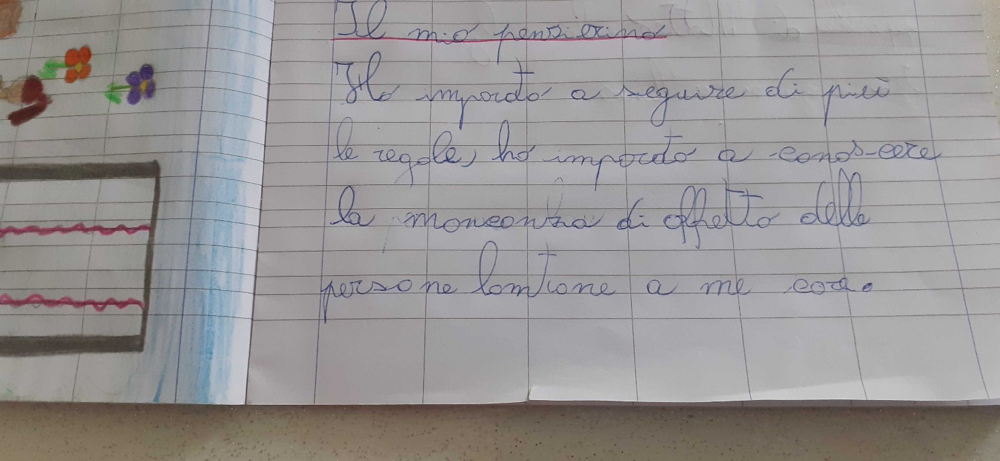 Il mio pensierino
Ho imparato a seguire di più
le regole, ho imparato a conoscere
la mancanza di affetto delle
persone lontane a me care.